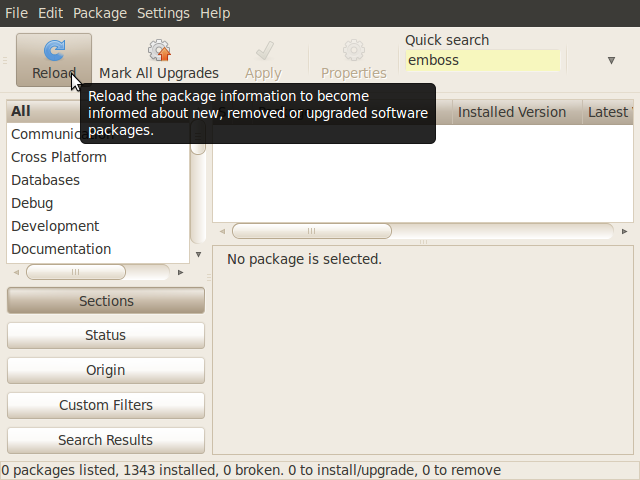 File Edit Package Settings Help
Quick search
emboss
Reload Mark All Upgrades Apply Properties
Reload the package information to become
informed about new, removed or upgraded software
packages.
Installed Version Latest
All
Cross Platform
Databases
Debug
Development
Documentation
No package is selected.
Sections
Status
Origin
Custom Filters
Search Results
0 packages listed, 1343 installed, 0 broken. 0 to install/upgrade, 0 to remove